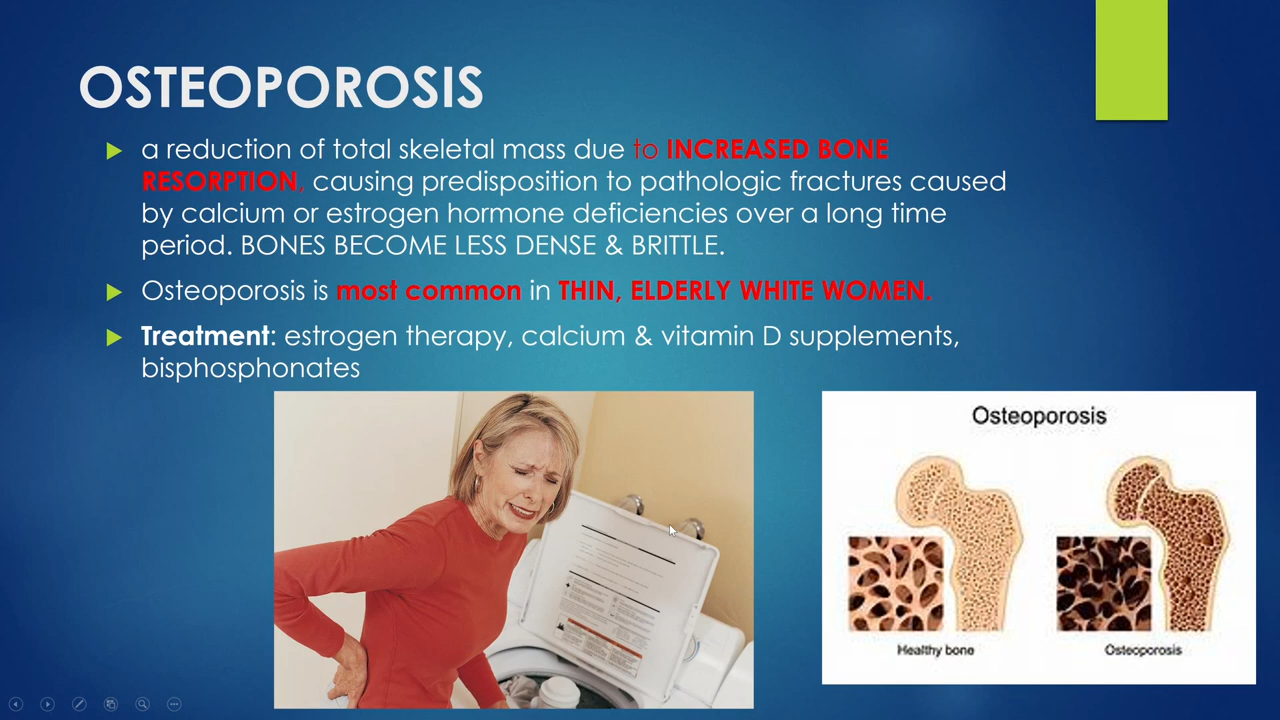 OSTEOPOROSIS
a reduction of total skeletal mass due to INCREASED BONE
RESORPTION, causing predisposition to pathologic fractures caused
by calcium or estrogen hormone deficiencies over a long time
period. BONES BECOME LESS DENSE & BRITTLE.
Osteoporosis is most common in THIN, ELDERLY WHITE WOMEN.
Treatment: estrogen therapy, calcium & vitamin D supplements,
bisphosphonates
Osteoporosis
Healthy bone
Osteoporosis